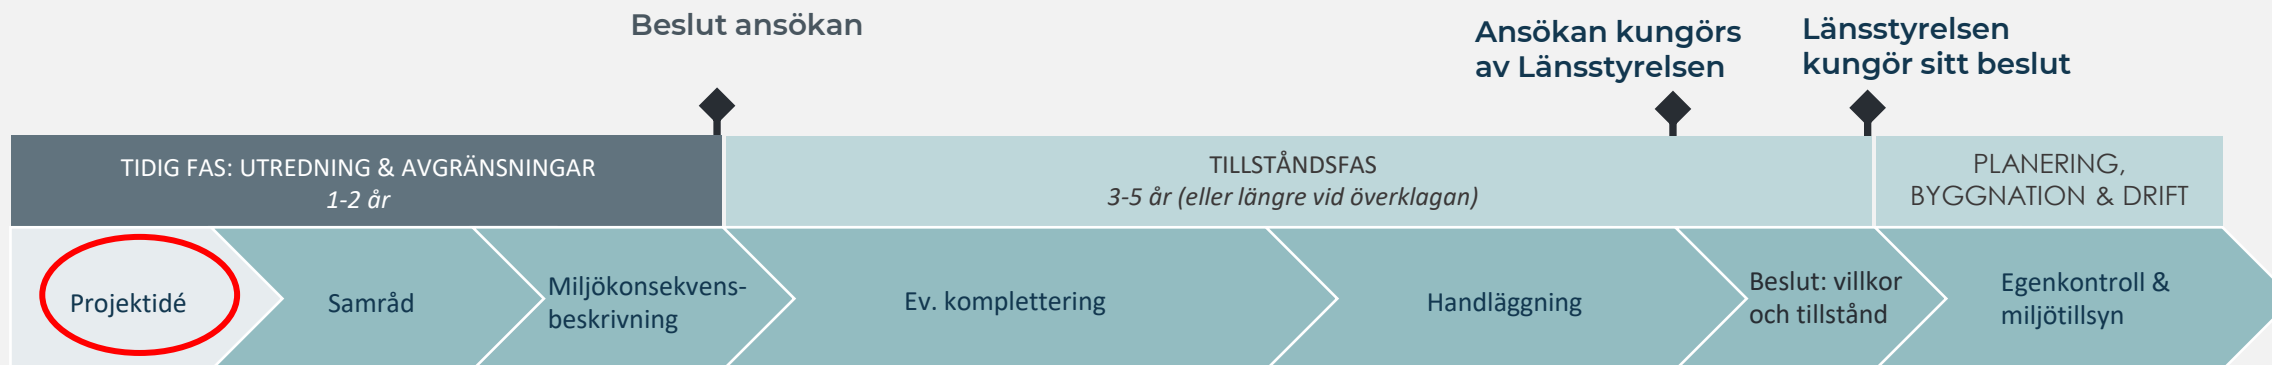 Beslut ansökan
Ansökan kungörs
av Länsstyrelsen
Länsstyrelsen
kungör sitt beslut
TIDIG FAS: UTREDNING & AVGRÄNSNINGAR
1-2 år
TILLSTÅNDSFAS
3-5 år (eller längre vid överklagan)
PLANERING,
BYGGNATION & DRIFT
Projektidé
Samråd
Miljökonsekvens-
beskrivning
Ev. komplettering
Handläggning
Beslut: villkor
och tillstånd
Egenkontroll &
miljötillsyn